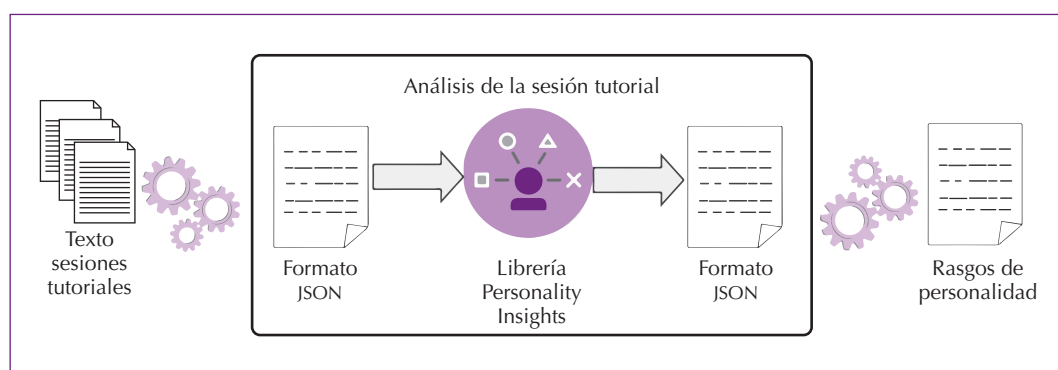 Análisis de la sesión tutorial
Texto
sesiones
tutoriales
Formato
JSON
Librería
Personality
Insights
Formato
JSON
Rasgos de
personalidad